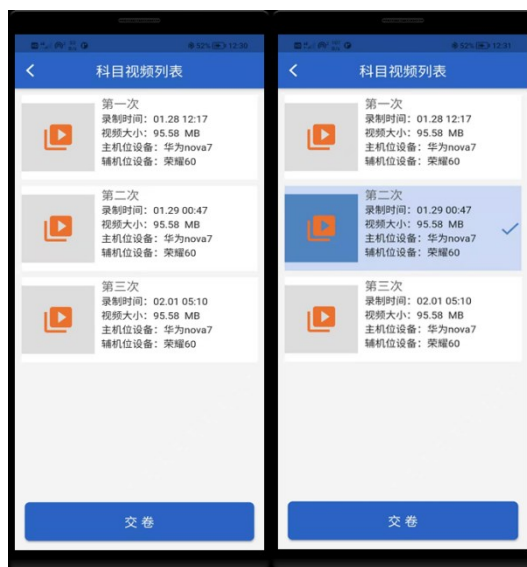 52% 12:30
科目视频列表
第一次
录制时间：01.28 12:17
视频大小：95.58 MB
主机位设备：华为nova7
辅机位设备：荣耀60
第二次
录制时间：01.29 00:47
视频大小：95.58 MB
主机位设备：华为nova7
辅机位设备：荣耀60
第三次
录制时间：02.01 05:10
视频大小：95.58 MB
主机位设备：华为nova7
辅机位设备：荣耀60
交卷
52% 12:31
科目视频列表
第一次
录制时间：01.28 12:17
视频大小：95.58 MB
主机位设备：华为nova7
辅机位设备：荣耀60
第二次
录制时间：01.29 00:47
视频大小：95.58 MB
主机位设备：华为nova7
辅机位设备：荣耀60
第三次
录制时间：02.01 05:10
视频大小：95.58 MB
主机位设备：华为nova7
辅机位设备：荣耀60
交卷